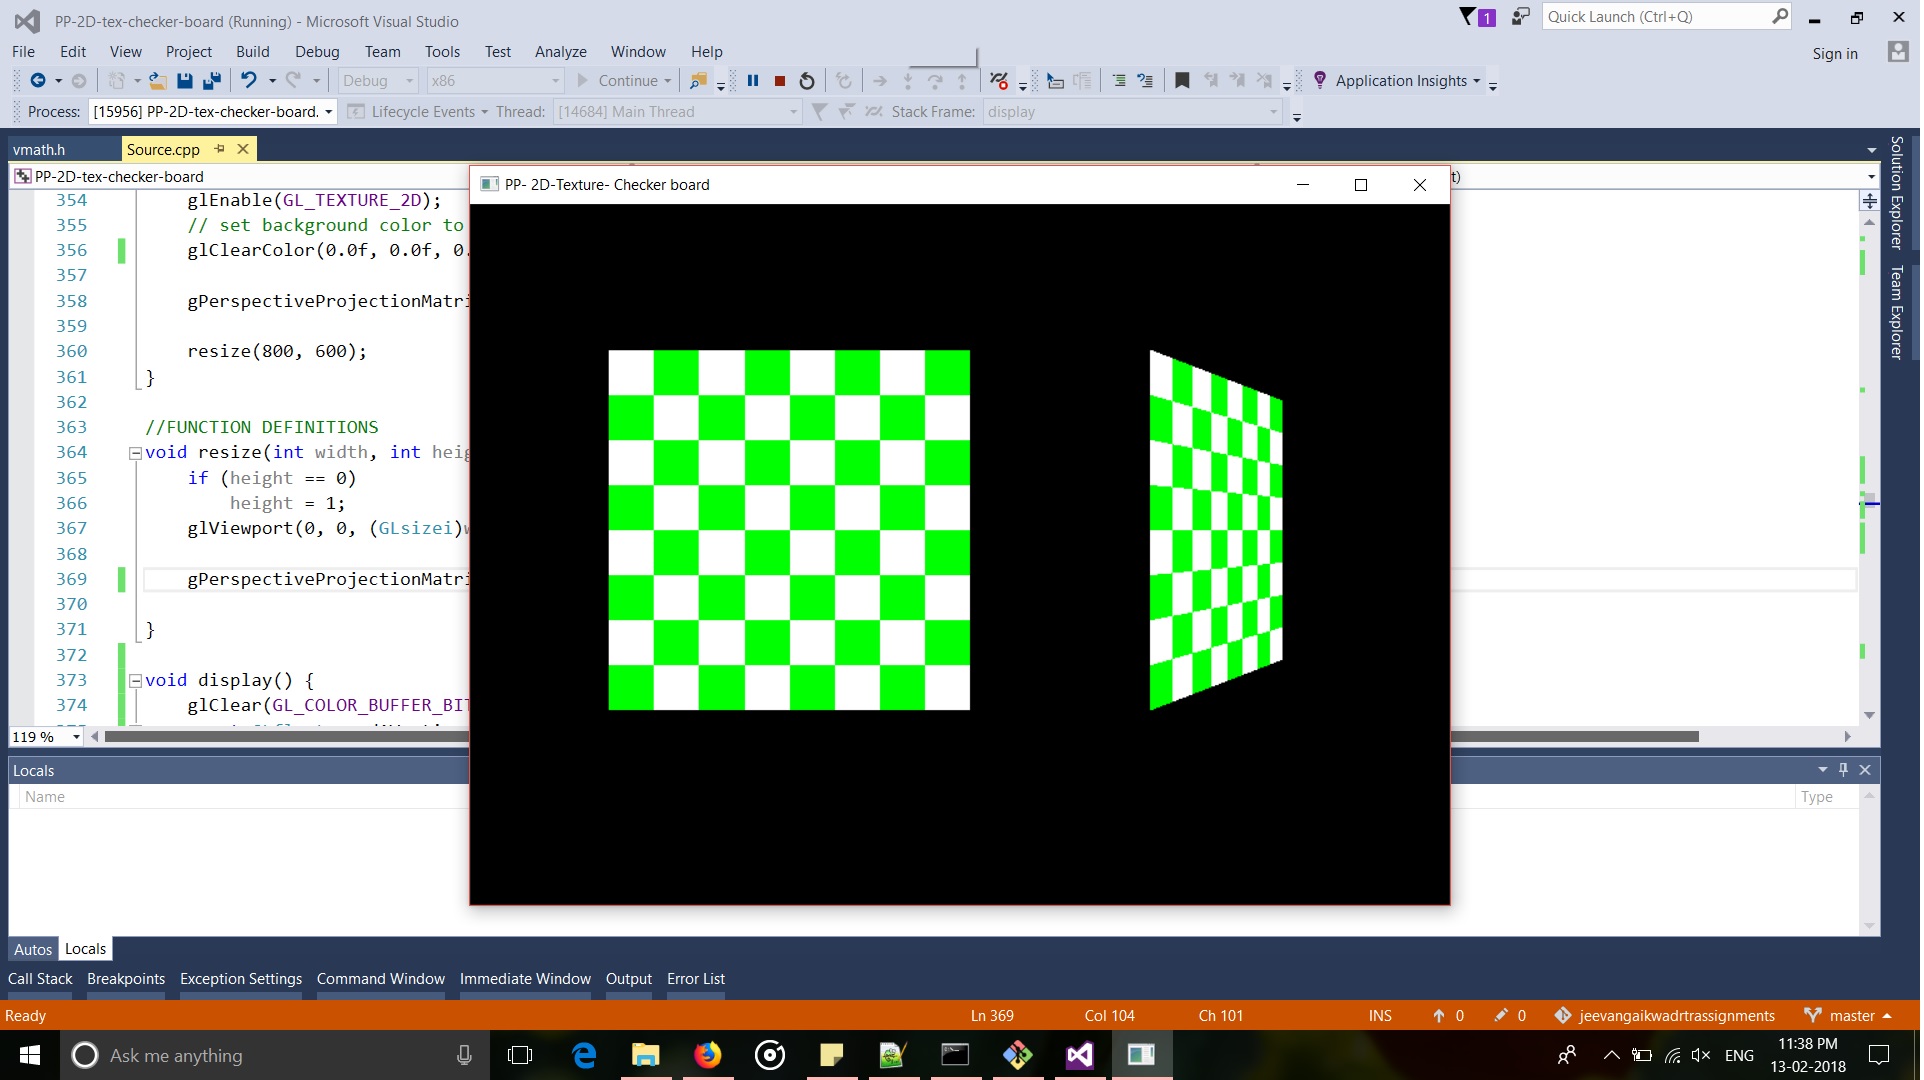 PP-2D-tex-checker-board (Running) - Microsoft Visual Studio
1
Quick Launch (Ctrl+Q)
File Edit View Project Build Debug Team Tools Test Analyze Window Help
Sign in
Debug x86 Continue Application Insights
Process: [15956] PP-2D-tex-checker-board. Lifecycle Events Thread: [14684] Main Thread Stack Frame: display
vmath.h Source.cpp
PP-2D-tex-checker-board
t)
PP- 2D-Texture- Checker board
354 glEnable(GL_TEXTURE_2D);
355 // set background color to
356 glClearColor(0.0f, 0.0f, 0.
357
358 gPerspectiveProjectionMatri
359
360 resize(800, 600);
361 }
362
363 //FUNCTION DEFINITIONS
364 void resize(int width, int heig
365 if (height == 0)
366 height = 1;
367 glViewport(0, 0, (GLsizei)w
368
369 gPerspectiveProjectionMatri
370
371 }
372
373 void display() {
374 glClear(GL_COLOR_BUFFER_BIT
119 %
Solution Explorer
Team Explorer
Locals
Name Type
Autos Locals
Call Stack Breakpoints Exception Settings Command Window Immediate Window Output Error List
Ready Ln 369 Col 104 Ch 101 INS 0 0 jeevangaikwadrtrassignments master
Ask me anything
ENG 11:38 PM
13-02-2018